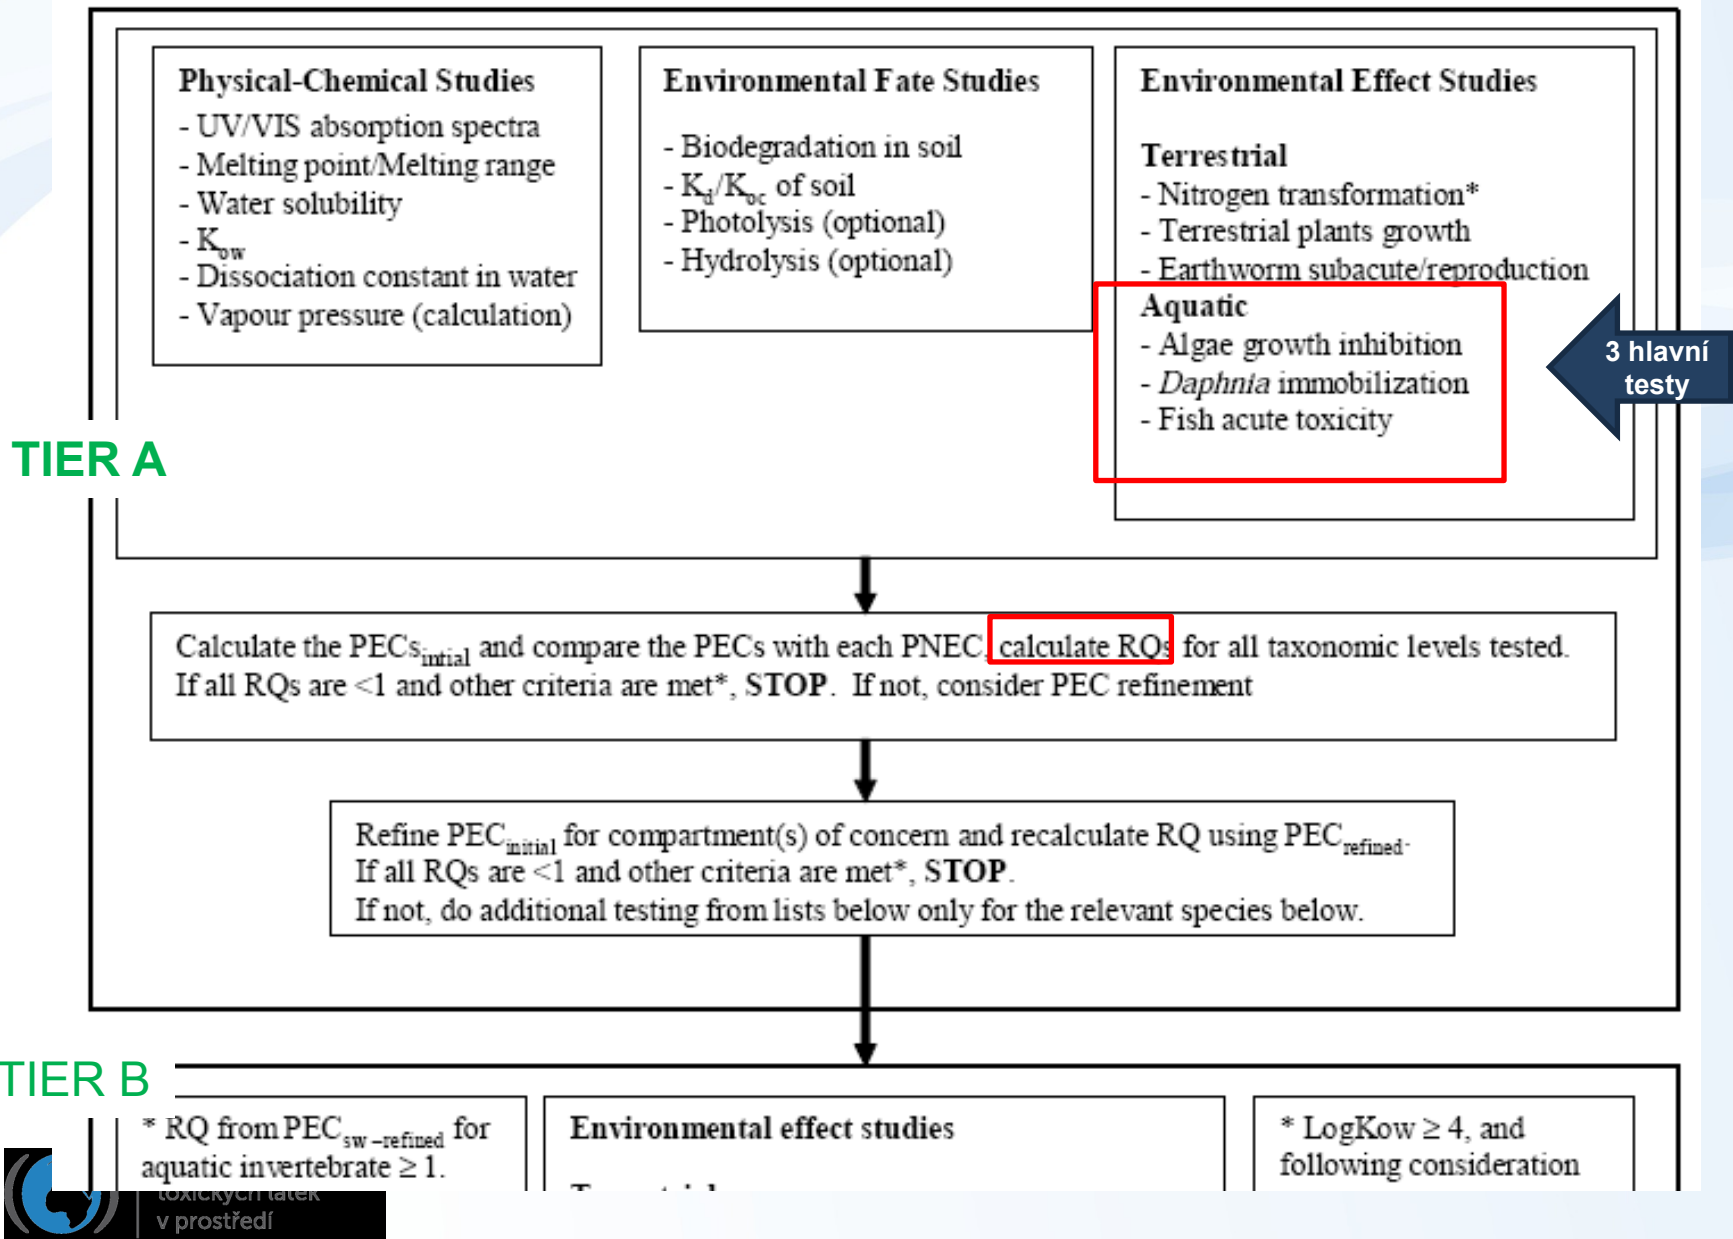 Physical-Chemical Studies
- UV/VIS absorption spectra
- Melting point/Melting range
- Water solubility
- Kow
- Dissociation constant in water
- Vapour pressure (calculation)
Environmental Fate Studies
- Biodegradation in soil
- Kd/Koc of soil
- Photolysis (optional)
- Hydrolysis (optional)
Environmental Effect Studies
Terrestrial
- Nitrogen transformation*
- Terrestrial plants growth
- Earthworm subacute/reproduction
Aquatic
- Algae growth inhibition
- Daphnia immobilization
- Fish acute toxicity
3 hlavní
testy
TIER A
Calculate the PECsintial and compare the PECs with each PNEC, calculate RQs for all taxonomic levels tested.
If all RQs are <1 and other criteria are met*, STOP. If not, consider PEC refinement
Refine PECinitial for compartment(s) of concern and recalculate RQ using PECrefined.
If all RQs are <1 and other criteria are met*, STOP.
If not, do additional testing from lists below only for the relevant species below.
TIER B
* RQ from PECsw-refined for
aquatic invertebrate ≥ 1.
Environmental effect studies
* LogKow ≥ 4, and
following consideration
toxických látek
v prostředí